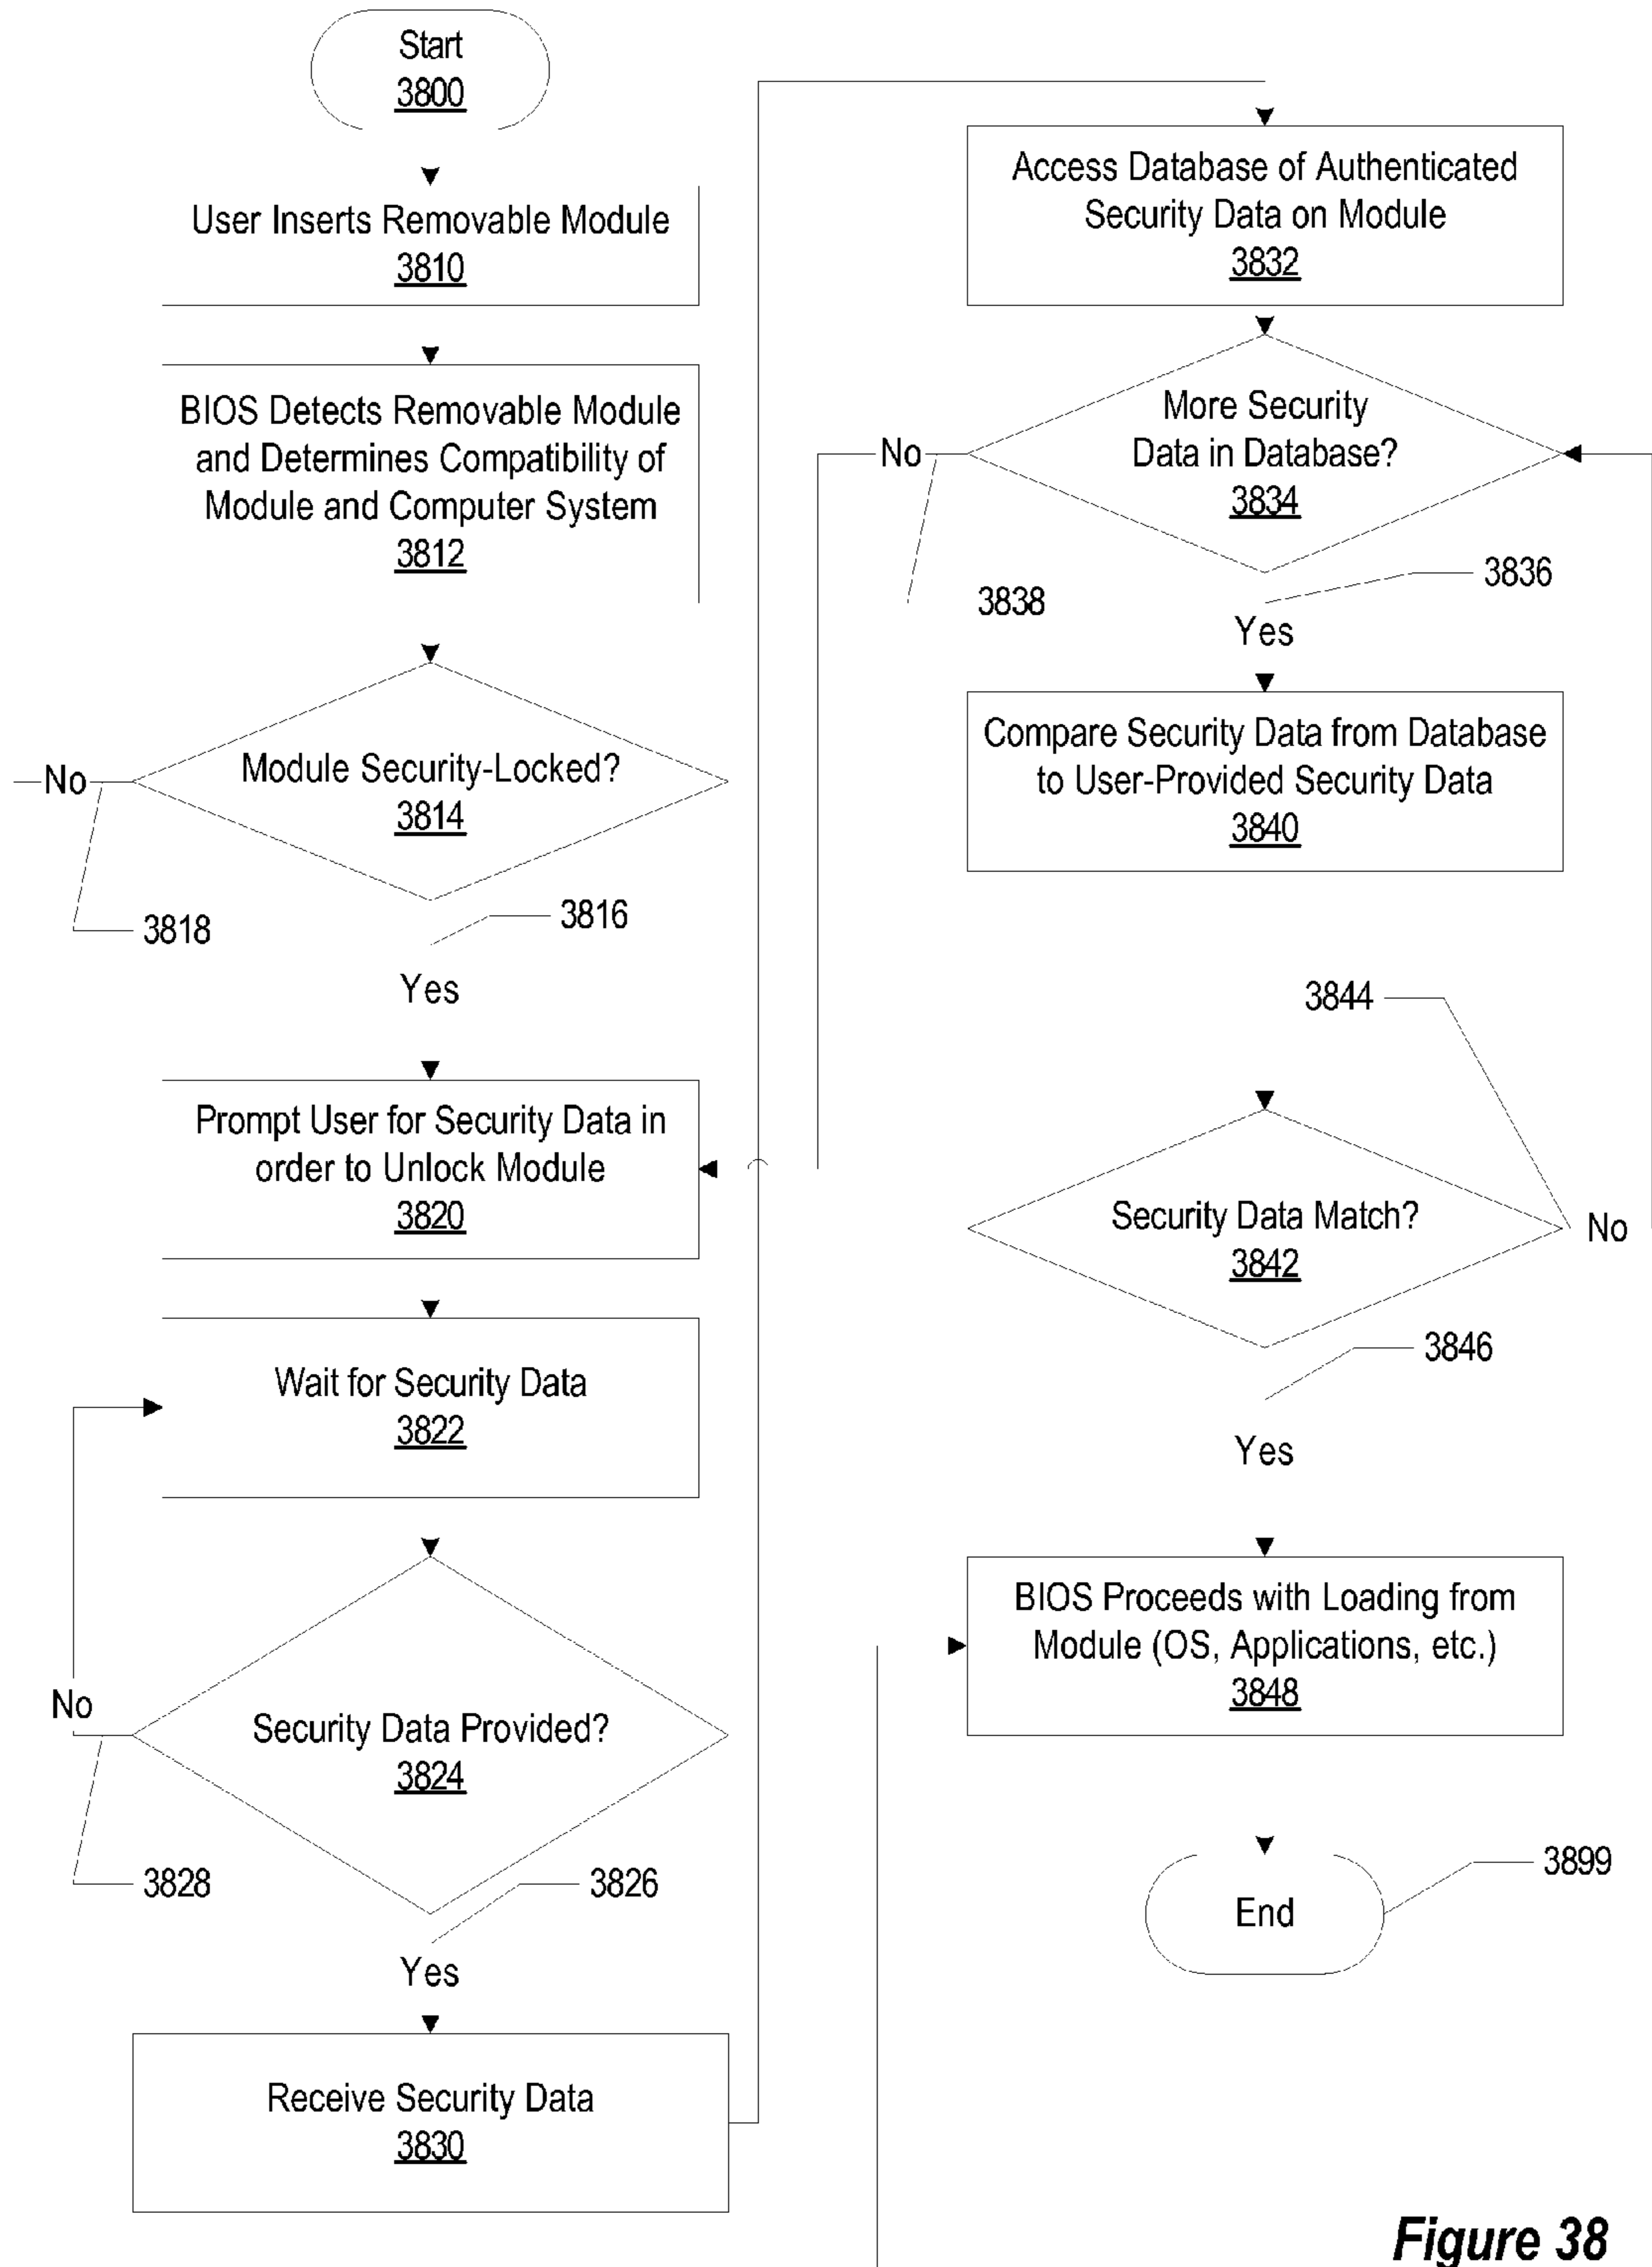 Start
3800
User Inserts Removable Module
3810
BIOS Detects Removable Module
and Determines Compatibility of
Module and Computer System
3812
Module Security-Locked?
3814
No
3818
3816
Yes
Prompt User for Security Data in
order to Unlock Module
3820
Wait for Security Data
3822
Security Data Provided?
3824
No
3828
3826
Yes
Receive Security Data
3830
Access Database of Authenticated
Security Data on Module
3832
More Security
Data in Database?
3834
No
3838
3836
Yes
Compare Security Data from Database
to User-Provided Security Data
3840
3844
Security Data Match?
3842
No
3846
Yes
BIOS Proceeds with Loading from
Module (OS, Applications, etc.)
3848
End
3899
Figure 38